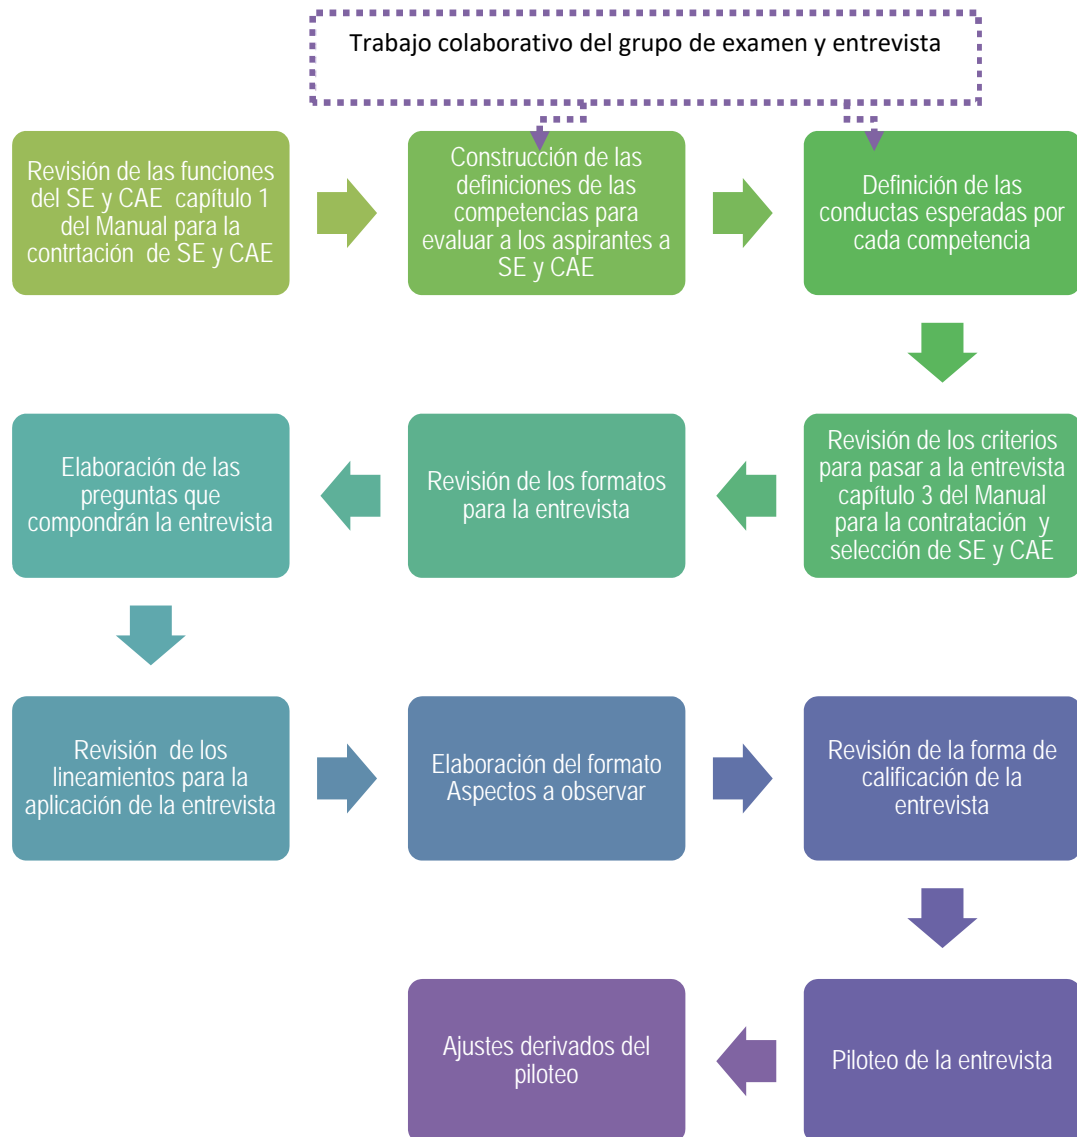 Trabajo colaborativo del grupo de examen y entrevista
Revisión de las funciones
del SE y CAE  capítulo 1
del Manual para la
contrtación  de SE y CAE
Construcción de las
definiciones de las
competencias para
evaluar a los aspirantes a
SE y CAE
Definición de las
conductas esperadas por
cada competencia
Revisión de los criterios
para pasar a la entrevista
capítulo 3 del Manual
para la contratación  y
selección de SE y CAE
Revisión de los formatos
para la entrevista
Elaboración de las
preguntas que
compondrán la entrevista
Revisión  de los
lineamientos para la
aplicación de la entrevista
Elaboración del formato
Aspectos a observar
Revisión de la forma de
calificación de la
entrevista
Piloteo de la entrevista
Ajustes derivados del
piloteo